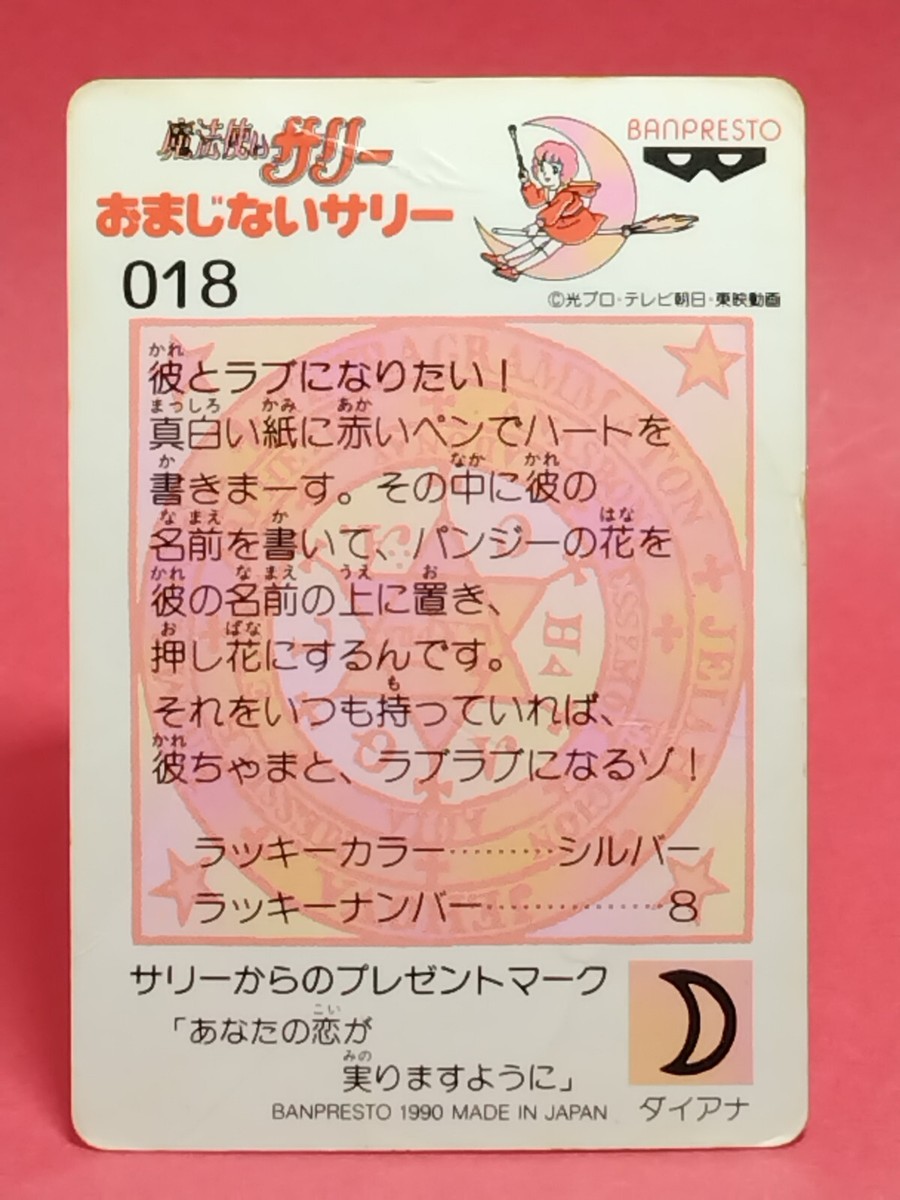 魔法使いサリー
BANPRESTO
おまじないサリー
018
©光プロ・テレビ朝日・東映動画
彼とラブになりたい！
真白い紙に赤いペンでハートを
書きまーす。その中に彼の
名前を書いて、パンジーの花を
彼の名前の上に置き、
押し花にするんです。
それをいつも持っていれば、
彼ちゃまと、ラブラブになるゾ！
ラッキーカラー………シルバー
ラッキーナンバー……………8
サリーからのプレゼントマーク
「あなたの恋が
実りますように」
BANPRESTO 1990 MADE IN JAPAN
ダイアナ